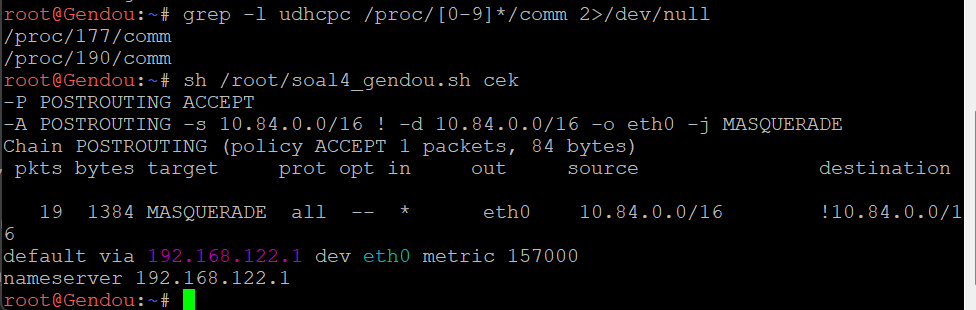 root@Gendou:~# grep -l udhcpc /proc/[0-9]*/comm 2>/dev/null
/proc/177/comm
/proc/190/comm
root@Gendou:~# sh /root/soal4_gendou.sh cek
-P POSTROUTING ACCEPT
-A POSTROUTING -s 10.84.0.0/16 ! -d 10.84.0.0/16 -o eth0 -j MASQUERADE
Chain POSTROUTING (policy ACCEPT 1 packets, 84 bytes)
 pkts bytes target     prot opt in     out     source               destination
   19  1384 MASQUERADE  all  --  *      eth0    10.84.0.0/16        !10.84.0.0/1
6
default via 192.168.122.1 dev eth0 metric 157000
nameserver 192.168.122.1
root@Gendou:~#